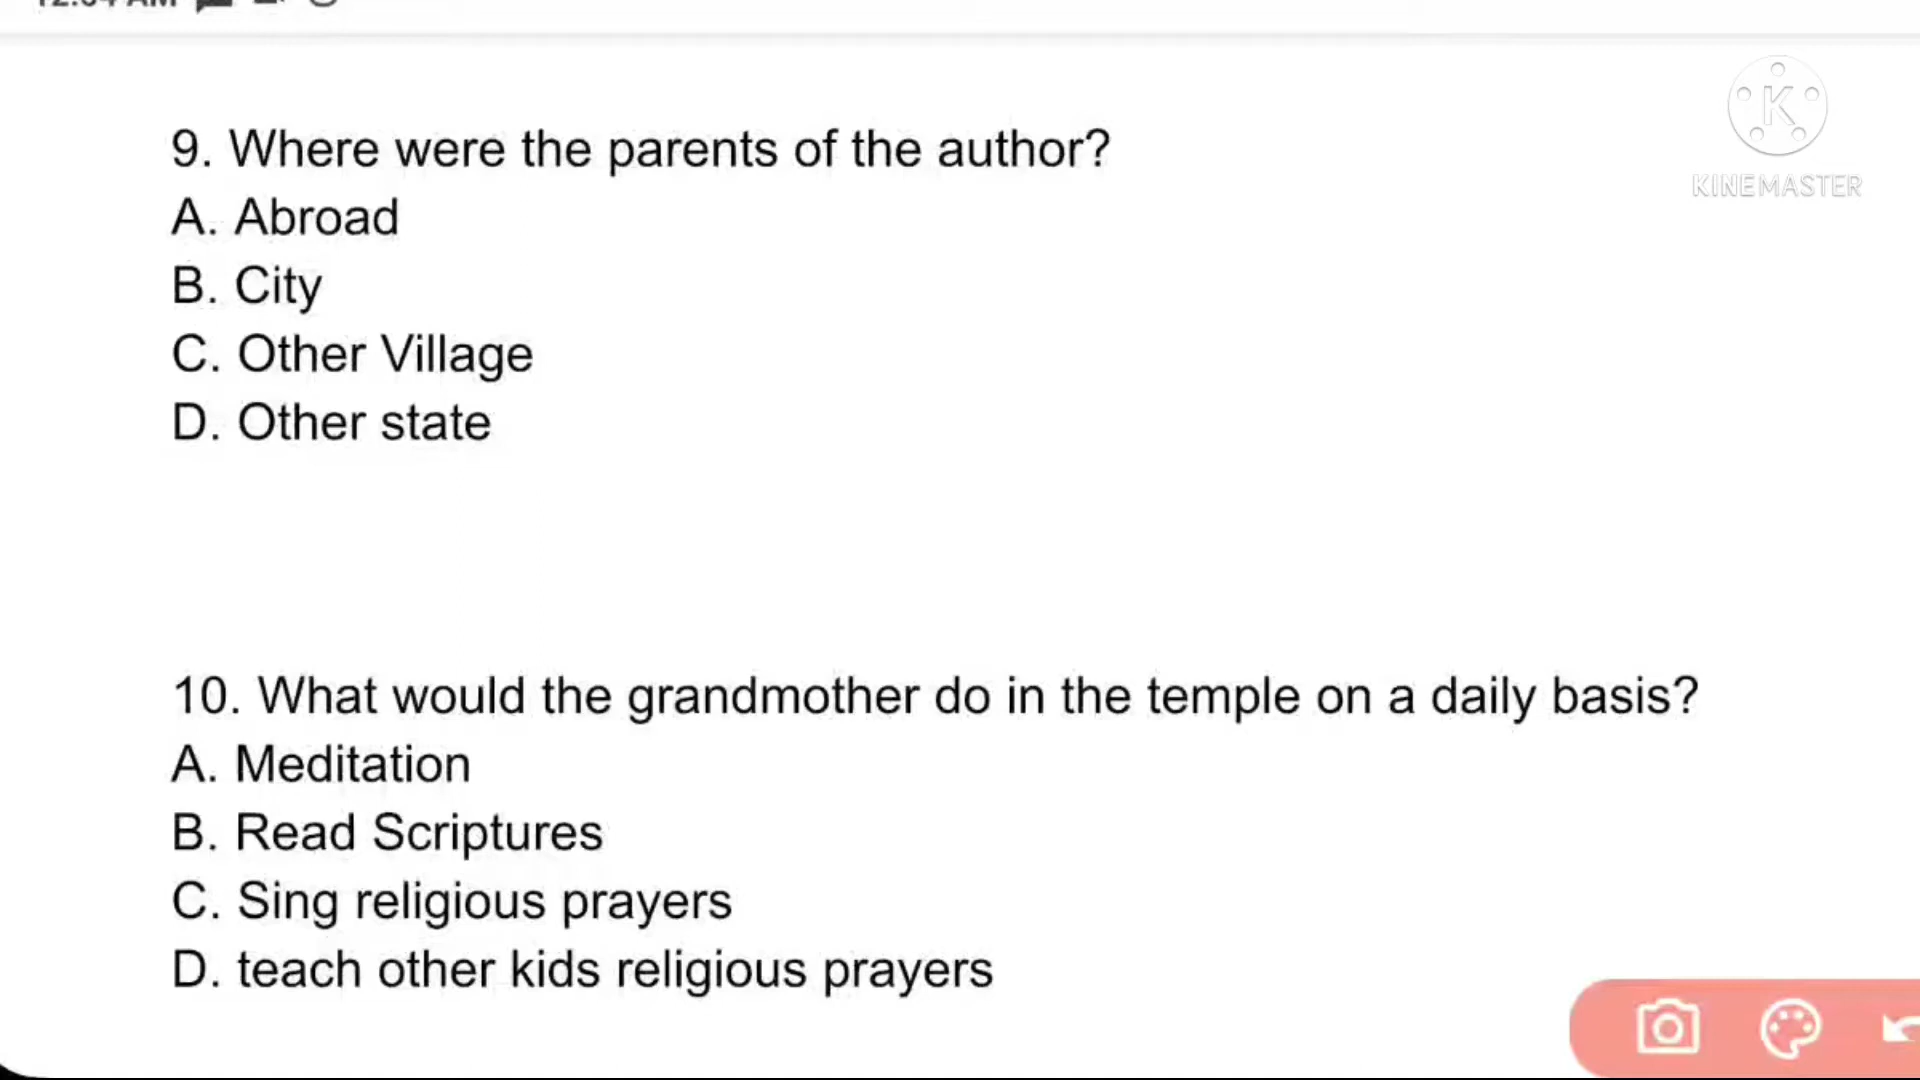 KINEMASTER
9. Where were the parents of the author?
A. Abroad
B. City
C. Other Village
D. Other state
10. What would the grandmother do in the temple on a daily basis?
A. Meditation
B. Read Scriptures
C. Sing religious prayers
D. teach other kids religious prayers